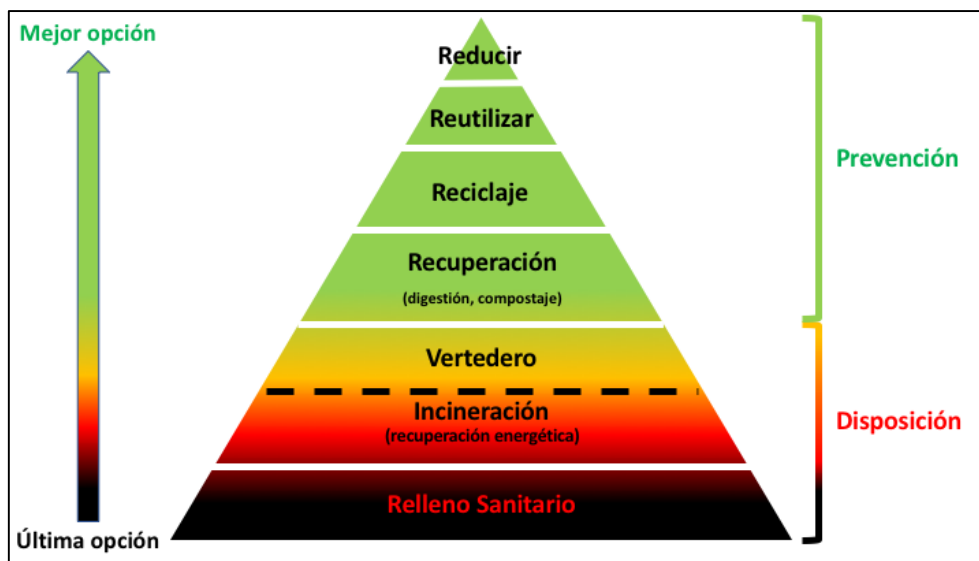 Mejor opción
Reducir
Reutilizar
Prevención
Reciclaje
Recuperación
(digestión, compostaje)
Vertedero
Incineración
(recuperación energética)
Disposición
Relleno Sanitario
Última opción